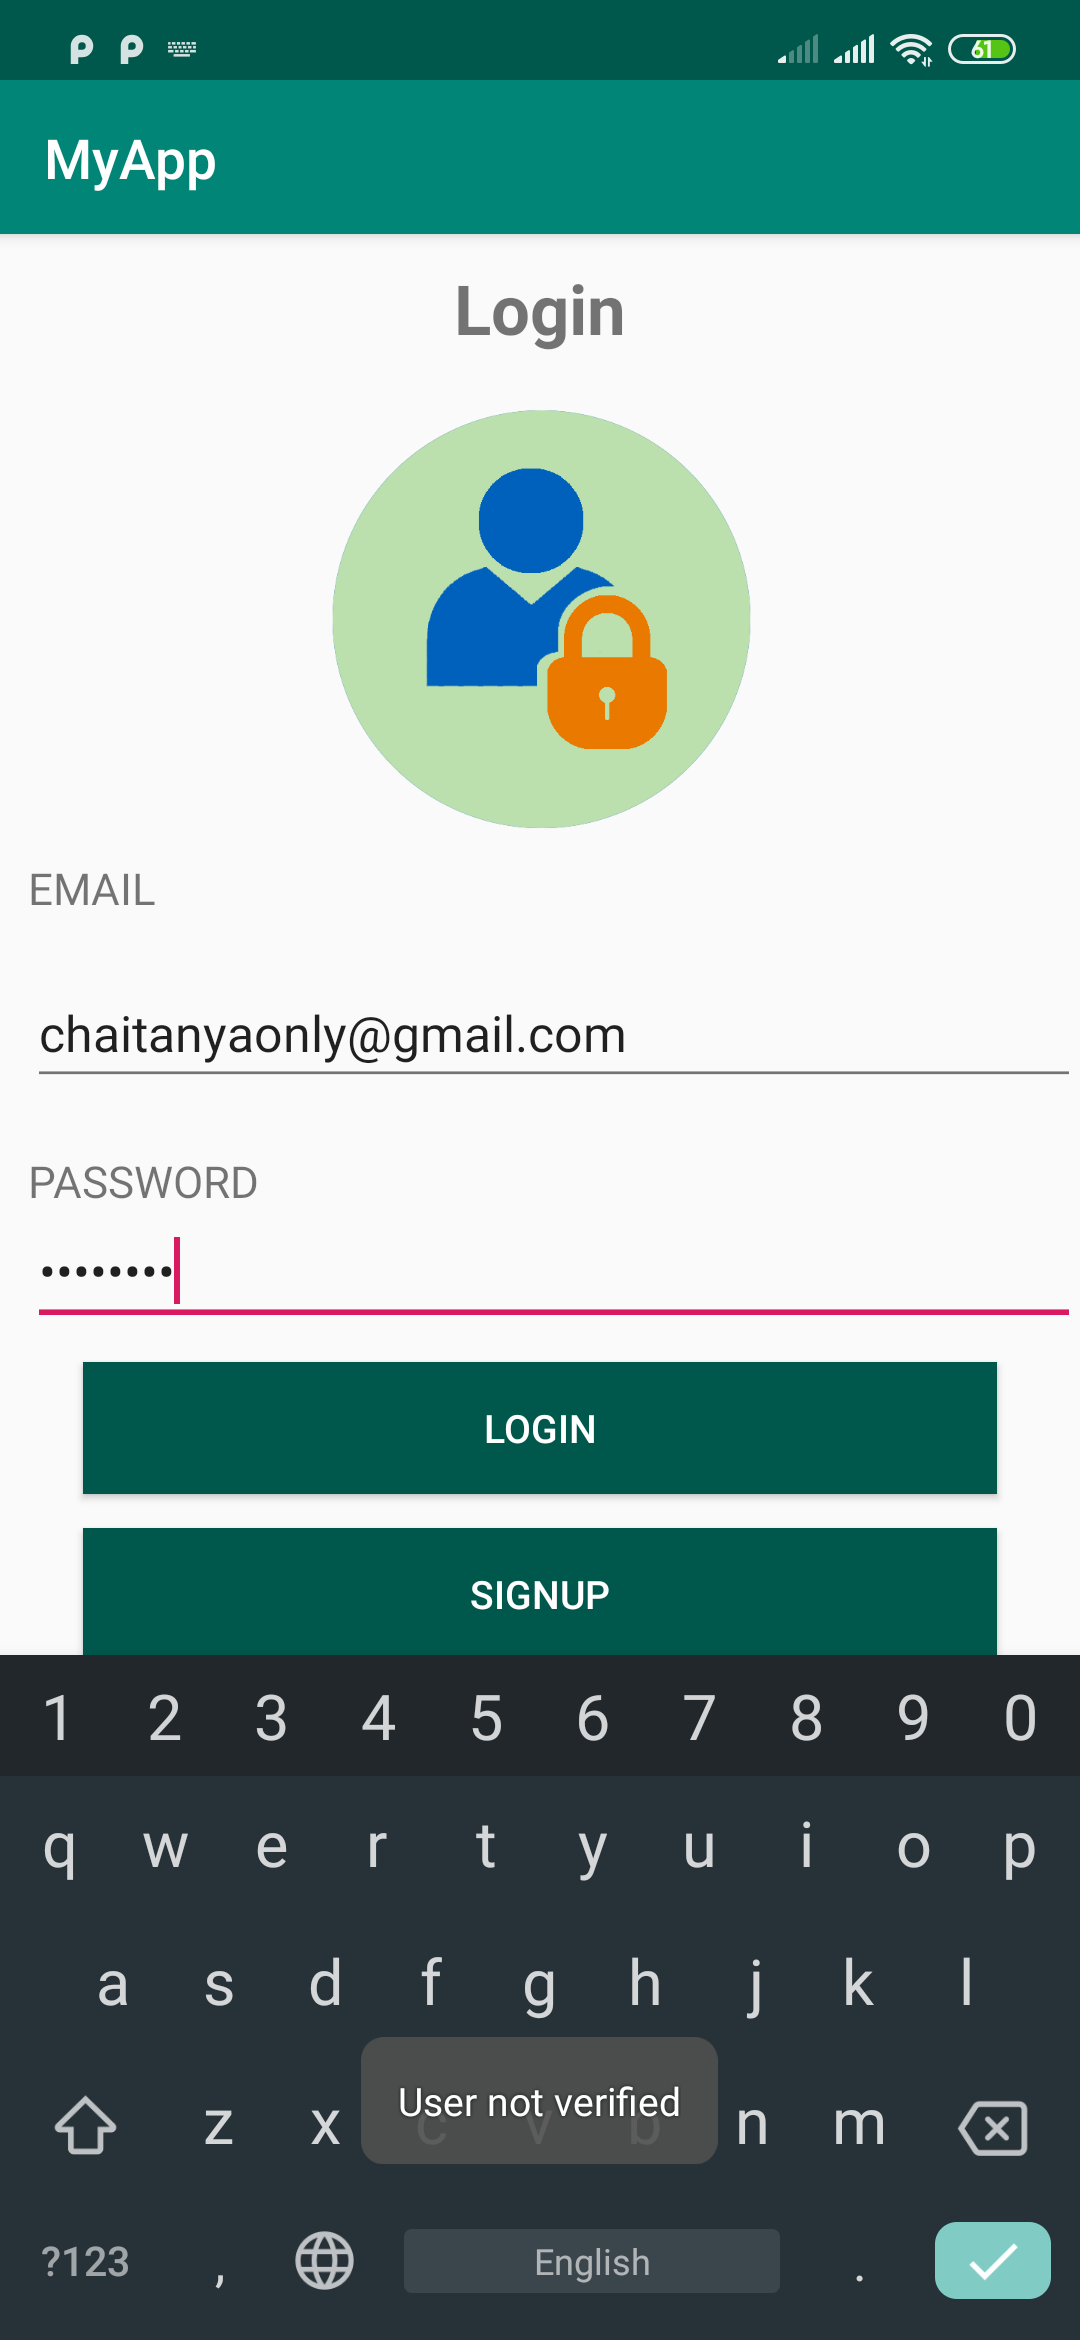 61
MyApp
Login
EMAIL
chaitanyaonly@gmail.com
PASSWORD
••••••••
LOGIN
SIGNUP
1 2 3 4 5 6 7 8 9 0
q w e r t y u i o p
a s d f g h j k l
z x c v b n m
User not verified
?123 , English .